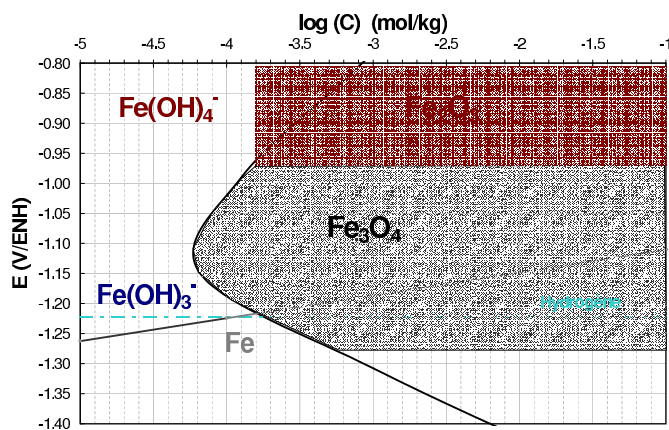 log (C) (mol/kg)
-5 -4.5 -4 -3.5 -3 -2.5 -2 -1.5 -1
E (V/ENH)
-0.80
-0.85
-0.90
-0.95
-1.00
-1.05
-1.10
-1.15
-1.20
-1.25
-1.30
-1.35
-1.40
Fe(OH)₄⁻
Fe₂O₃
Fe₃O₄
Fe(OH)₃⁻
Hydrogène
Fe